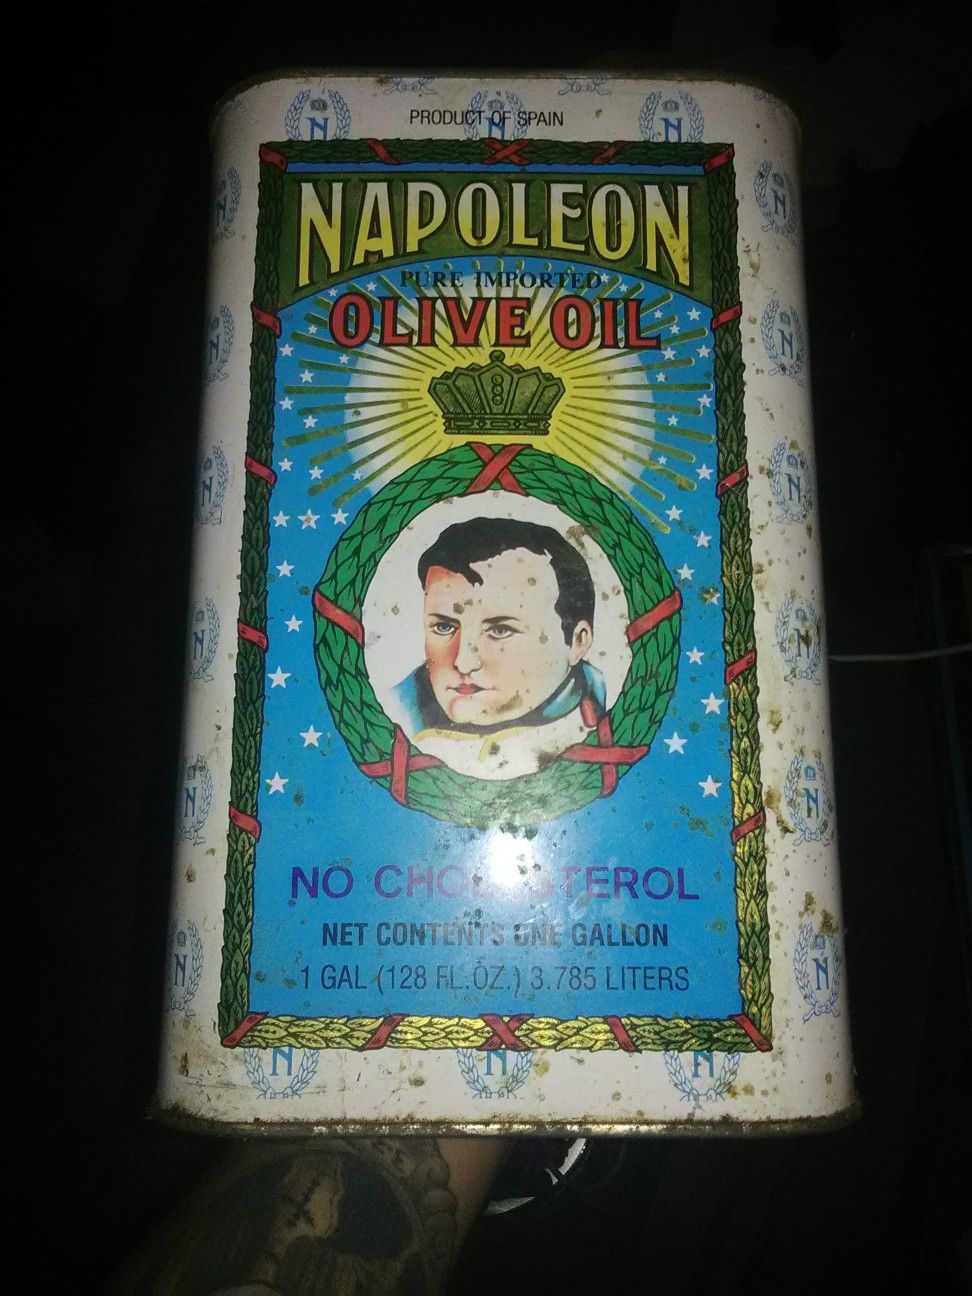 N N N
PRODUCT OF SPAIN
NAPOLEON
PURE IMPORTED
OLIVE OIL
NO CHOLESTEROL
NET CONTENTS ONE GALLON
1 GAL (128 FL.OZ.) 3.785 LITERS
N N N